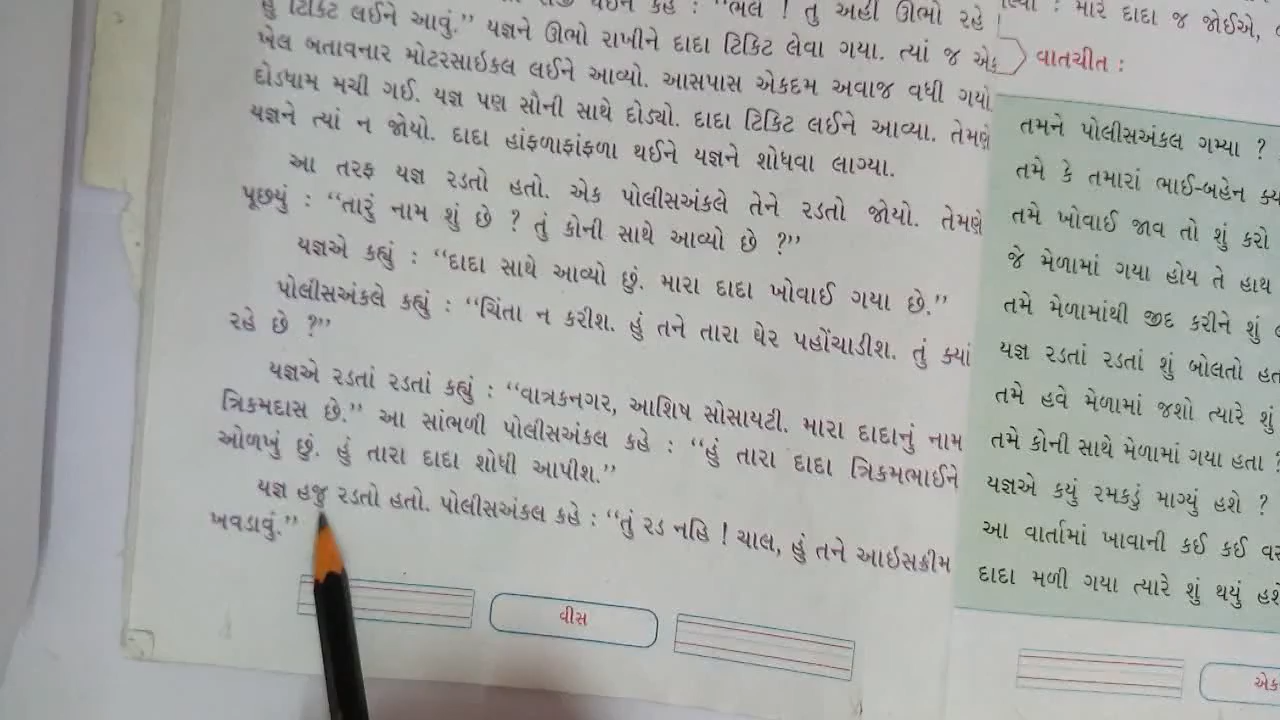 હું ટિકિટ લઈને આવું.” યજ્ઞને ઊભો રાખીને દાદા ટિકિટ લેવા ગયા. ત્યાં જ એક
ખેલ બતાવનાર મોટરસાઇકલ લઈને આવ્યો. આસપાસ એકદમ અવાજ વધી ગયો.
દોડધામ મચી ગઈ. યજ્ઞ પણ સૌની સાથે દોડ્યો. દાદા ટિકિટ લઈને આવ્યા. તેમણે
યજ્ઞને ત્યાં ન જોયો. દાદા હાંફળાફાંફળા થઈને યજ્ઞને શોધવા લાગ્યા.
આ તરફ યજ્ઞ રડતો હતો. એક પોલીસઅંકલે તેને રડતો જોયો. તેમણે
પૂછયું : “તારું નામ શું છે ? તું કોની સાથે આવ્યો છે ?”
યજ્ઞએ કહ્યું : “દાદા સાથે આવ્યો છું. મારા દાદા ખોવાઈ ગયા છે.”
પોલીસઅંકલે કહ્યું : “ચિંતા ન કરીશ. હું તને તારા ઘેર પહોંચાડીશ. તું ક્યાં
રહે છે ?”
યજ્ઞએ રડતાં રડતાં કહ્યું : “વાત્રકનગર, આશિષ સોસાયટી. મારા દાદાનું નામ
ત્રિકમદાસ છે.” આ સાંભળી પોલીસઅંકલ કહે : “હું તારા દાદા ત્રિકમભાઈને
ઓળખું છું. હું તારા દાદા શોધી આપીશ.”
યજ્ઞ હજુ રડતો હતો. પોલીસઅંકલ કહે : “તું રડ નહિ ! ચાલ, હું તને આઇસક્રીમ
ખવડાવું.”
વીસ
: મારે દાદા જ જોઈએ,
વાતચીત :
તમને પોલીસઅંકલ ગમ્યા ?
તમે કે તમારાં ભાઈ-બહેન
તમે ખોવાઈ જાવ તો શું કરો
જે મેળામાં ગયા હોય તે હાથ
તમે મેળામાંથી જીદ કરીને શું
યજ્ઞ રડતાં રડતાં શું બોલતો
તમે હવે મેળામાં જશો ત્યારે શું
તમે કોની સાથે મેળામાં ગયા હતા ?
યજ્ઞએ કયું રમકડું માગ્યું હશે ?
આ વાર્તામાં ખાવાની કઈ કઈ
દાદા મળી ગયા ત્યારે શું થયું